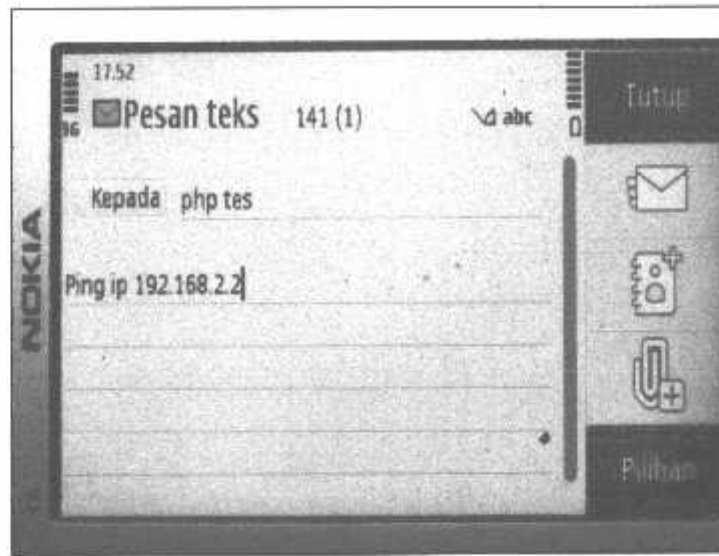 17.52
Tutup
3G
Pesan teks 141 (1) abc
Kepada php tes
NOKIA
Ping ip 192.168.2.2
Pilihan